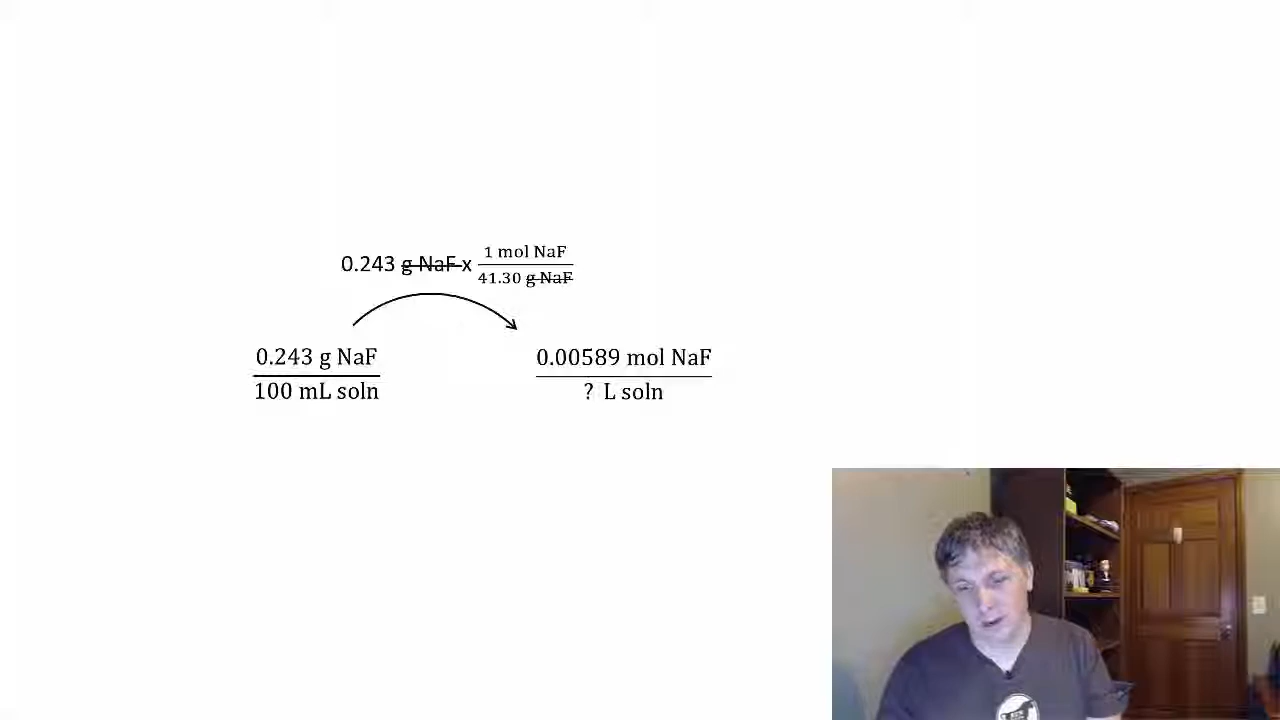 0.243 g NaF x 1 mol NaF
41.30 g NaF
0.243 g NaF
100 mL soln
0.00589 mol NaF
? L soln